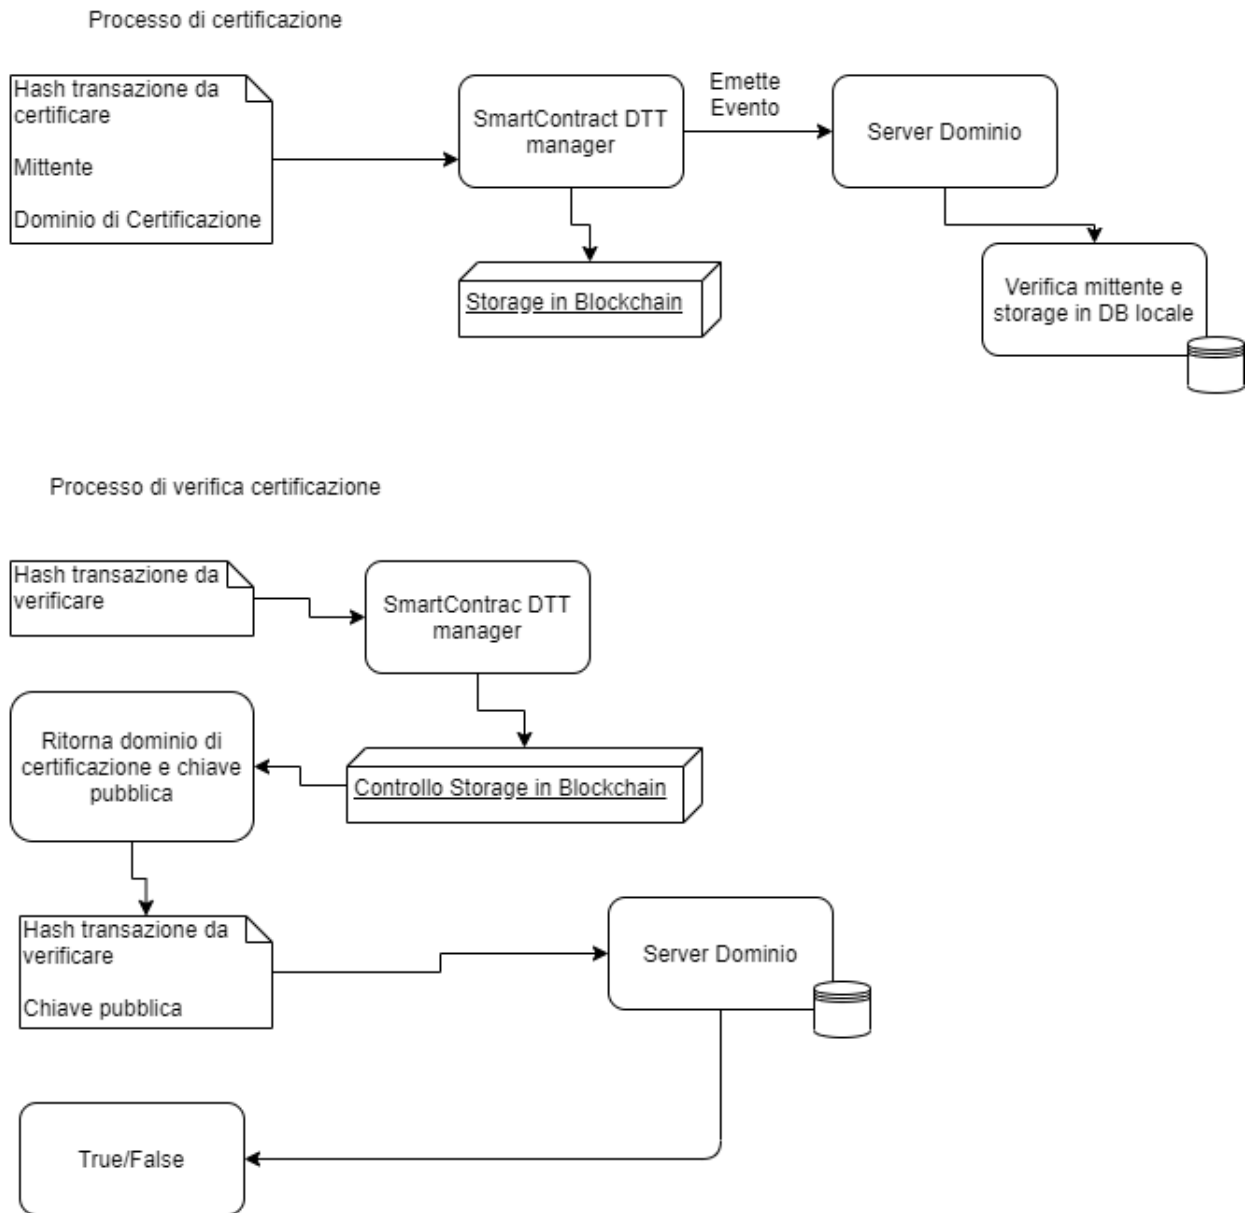 Processo di certificazione
Hash transazione da
certificare
Mittente
Dominio di Certificazione
SmartContract DTT
manager
Emette
Evento
Server Dominio
Storage in Blockchain
Verifica mittente e
storage in DB locale
Processo di verifica certificazione
Hash transazione da
verificare
SmartContrac DTT
manager
Ritorna dominio di
certificazione e chiave
pubblica
Controllo Storage in Blockchain
Hash transazione da
verificare
Chiave pubblica
Server Dominio
True/False